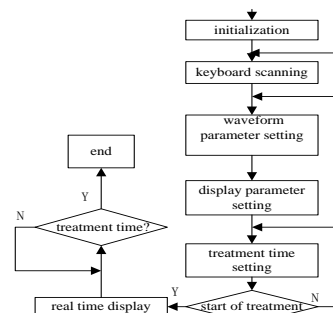 initialization
keyboard scanning
waveform
parameter setting
end
Y
display parameter
setting
N
treatment time?
treatment time
setting
Y
N
real time display
start of treatment